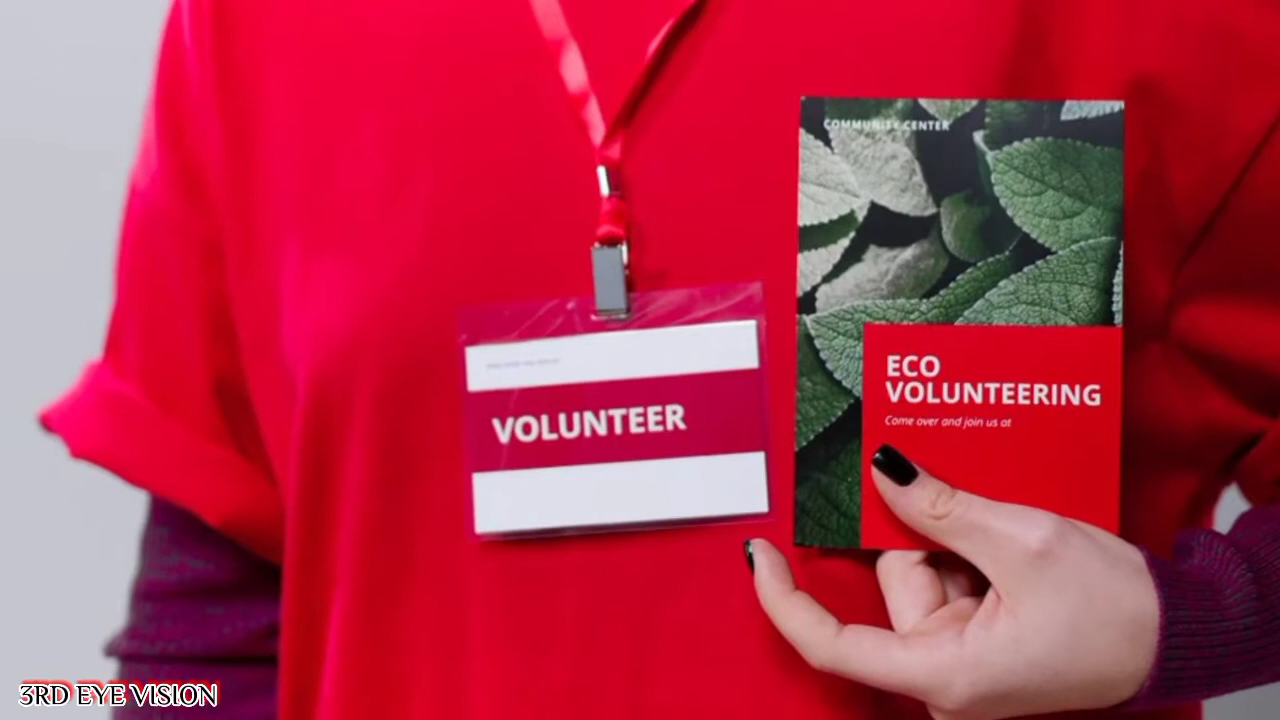 COMMUNITY CENTER
VOLUNTEER
ECO
VOLUNTEERING
Come over and join us at
3RD EYE VISION